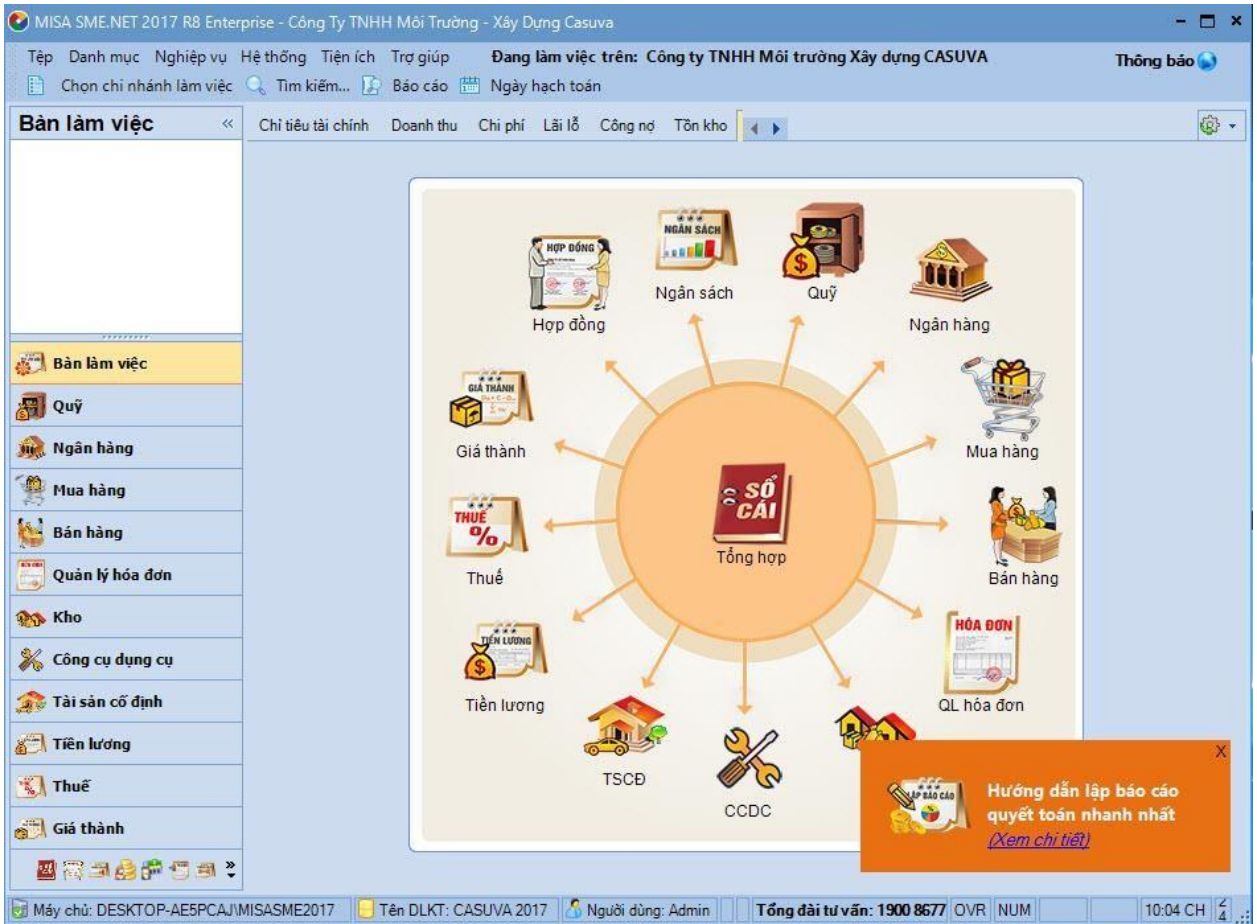 MISA SME.NET 2017 R8 Enterprise - Công Ty TNHH Môi Trường - Xây Dựng Casuva
Tệp Danh mục Nghiệp vụ Hệ thống Tiện ích Trợ giúp Đang làm việc trên: Công ty TNHH Môi trường Xây dựng CASUVA Thông báo
Chọn chi nhánh làm việc Tìm kiếm... Báo cáo Ngày hạch toán
Bàn làm việc «
Chỉ tiêu tài chính Doanh thu Chi phí Lãi lỗ Công nợ Tồn kho
Bàn làm việc
Quỹ
Ngân hàng
Mua hàng
Bán hàng
Quản lý hóa đơn
Kho
Công cụ dụng cụ
Tài sản cố định
Tiền lương
Thuế
Giá thành
HỢP ĐỒNG
Hợp đồng
NGÂN SÁCH
Ngân sách
Quỹ
Ngân hàng
GIÁ THÀNH
Giá thành
Mua hàng
THUẾ
%
Thuế
SỔ
CÁI
Tổng hợp
Bán hàng
TIỀN LƯƠNG
Tiền lương
HÓA ĐƠN
QL hóa đơn
TSCĐ
CCDC
X
LẬP BÁO CÁO
Hướng dẫn lập báo cáo
quyết toán nhanh nhất
(Xem chi tiết)
Máy chủ: DESKTOP-AE5PCAJ\MISASME2017 Tên DLKT: CASUVA 2017 Người dùng: Admin Tổng đài tư vấn: 1900 8677 OVR NUM 10:04 CH